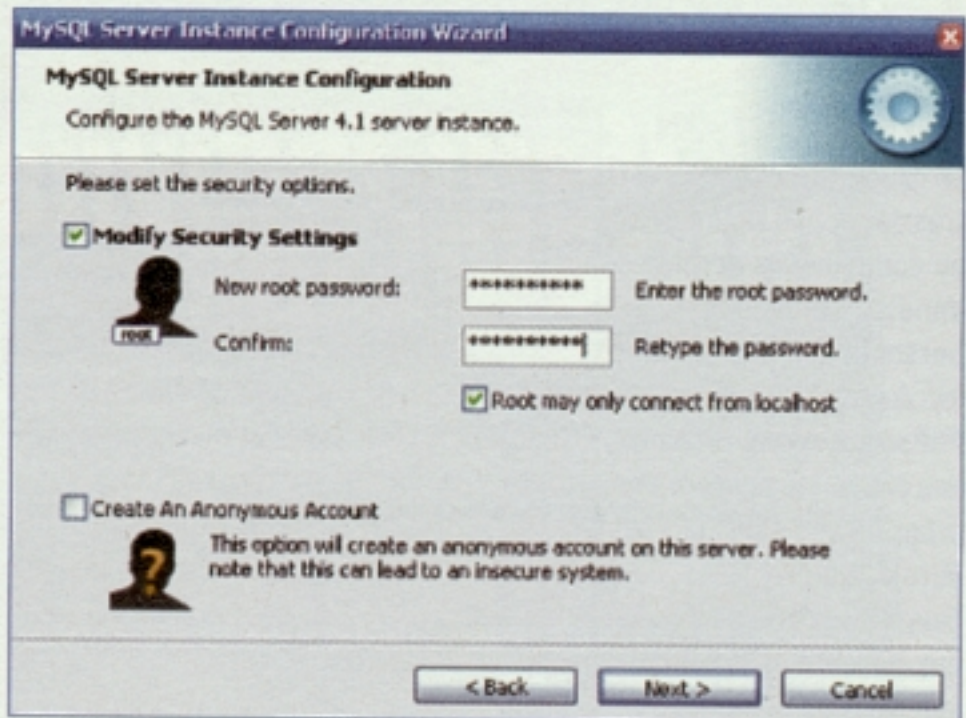 MySQL Server Instance Configuration Wizard
MySQL Server Instance Configuration
Configure the MySQL Server 4.1 server instance.
Please set the security options.
Modify Security Settings
root
New root password: ********** Enter the root password.
Confirm: ********** Retype the password.
Root may only connect from localhost
Create An Anonymous Account
?
This option will create an anonymous account on this server. Please
note that this can lead to an insecure system.
< Back Next > Cancel